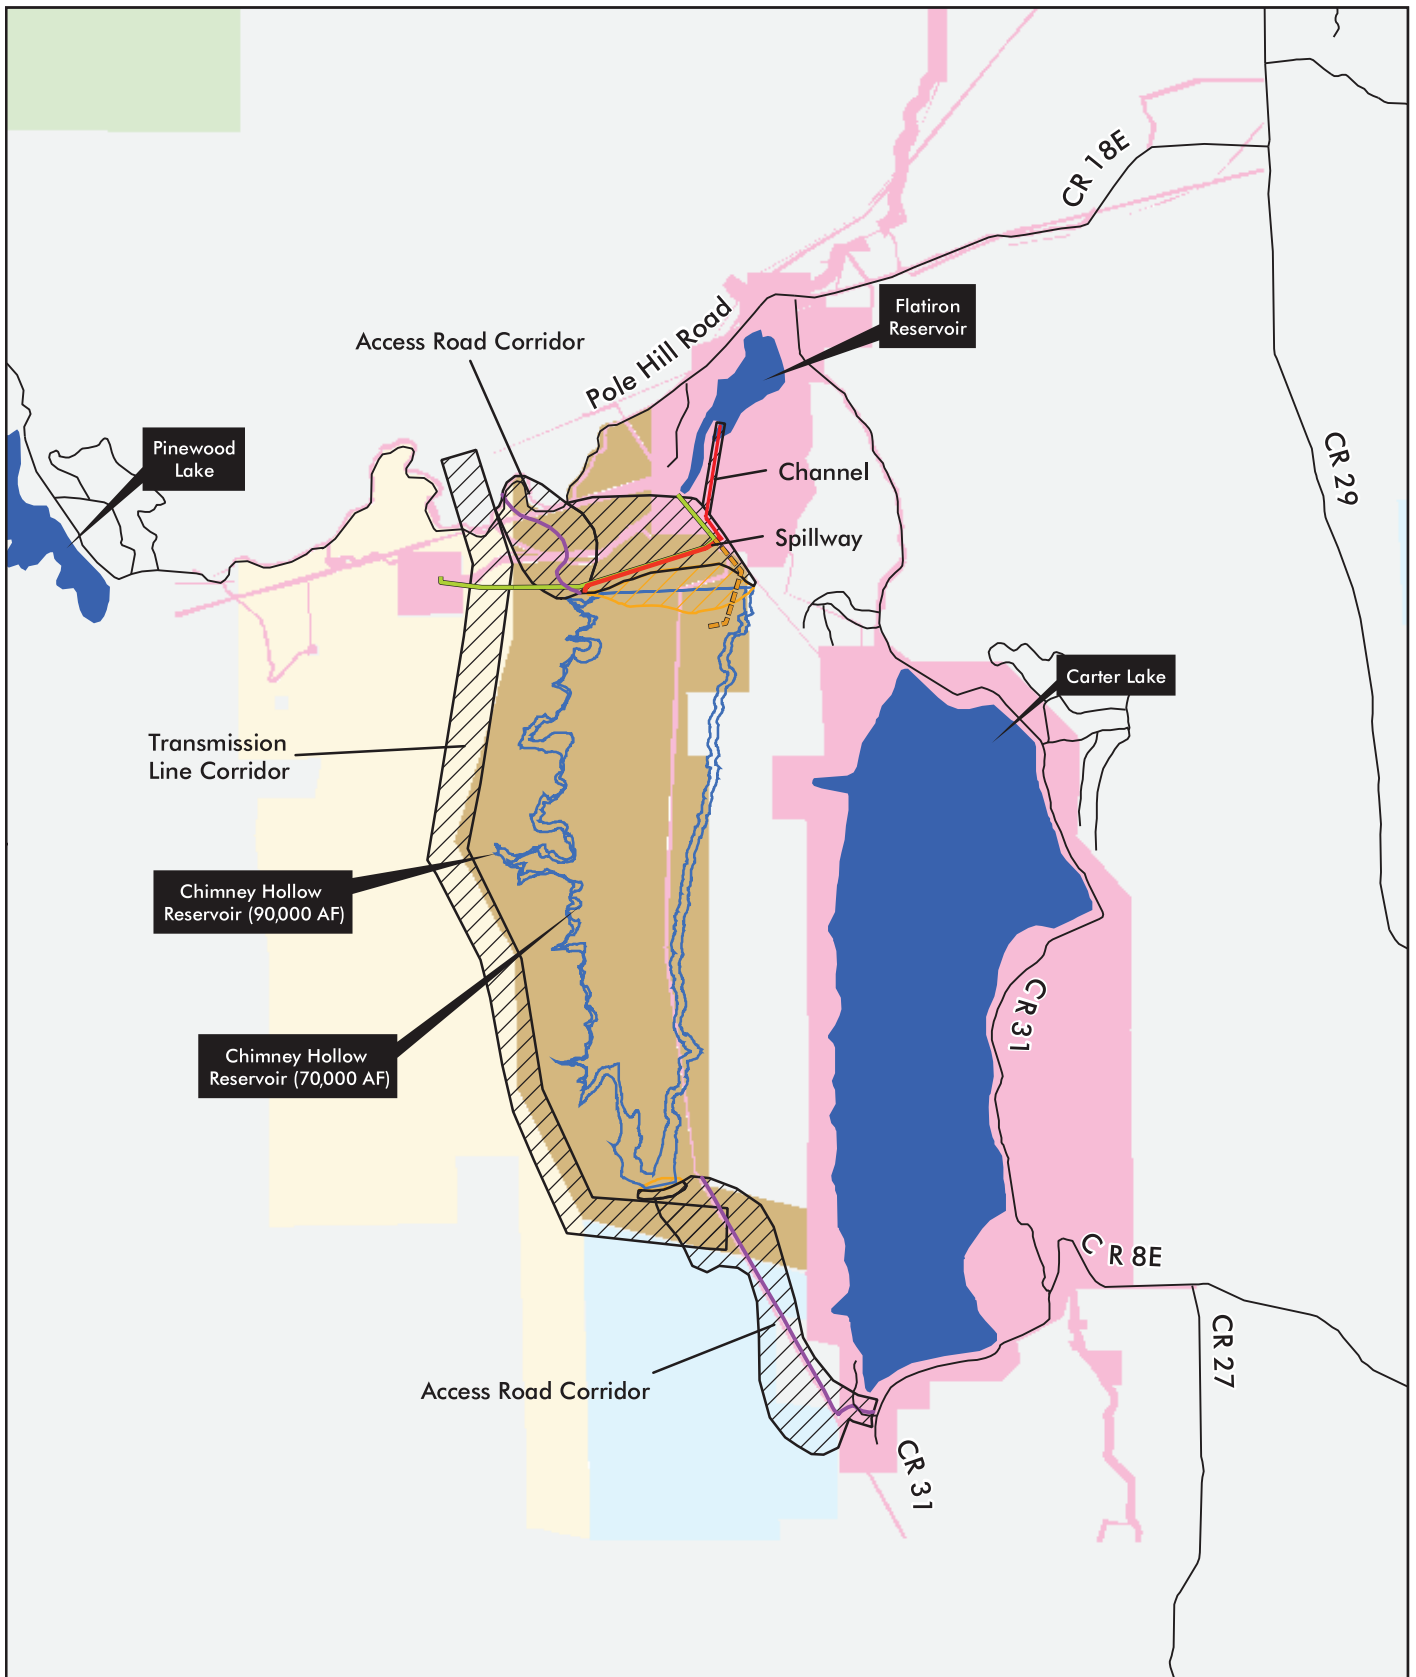 CR 18E
Flatiron
Reservoir
Pole Hill Road
Access Road Corridor
CR 29
Pinewood
Lake
Channel
Spillway
Carter Lake
Transmission
Line Corridor
Chimney Hollow
Reservoir (90,000 AF)
CR 31
Chimney Hollow
Reservoir (70,000 AF)
CR 8E
CR 27
Access Road Corridor
CR 31